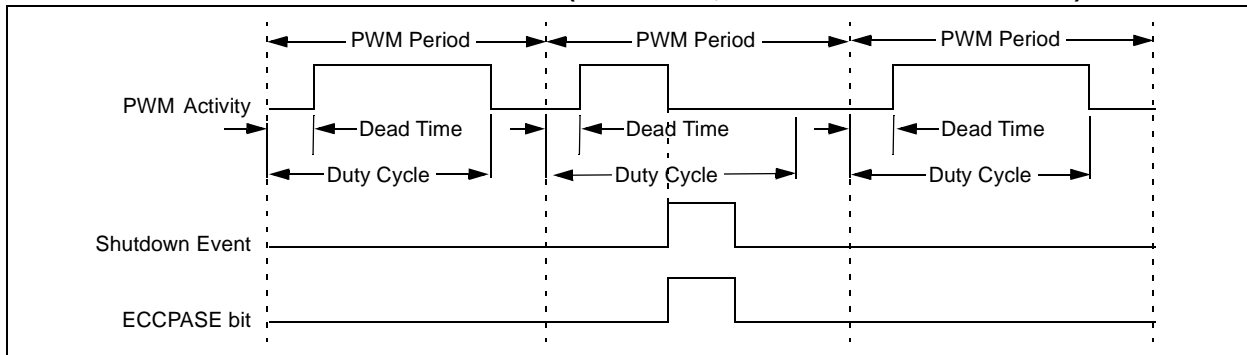 PWM Period PWM Period PWM Period
PWM Activity
Dead Time Dead Time Dead Time
Duty Cycle Duty Cycle Duty Cycle
Shutdown Event
ECCPASE bit